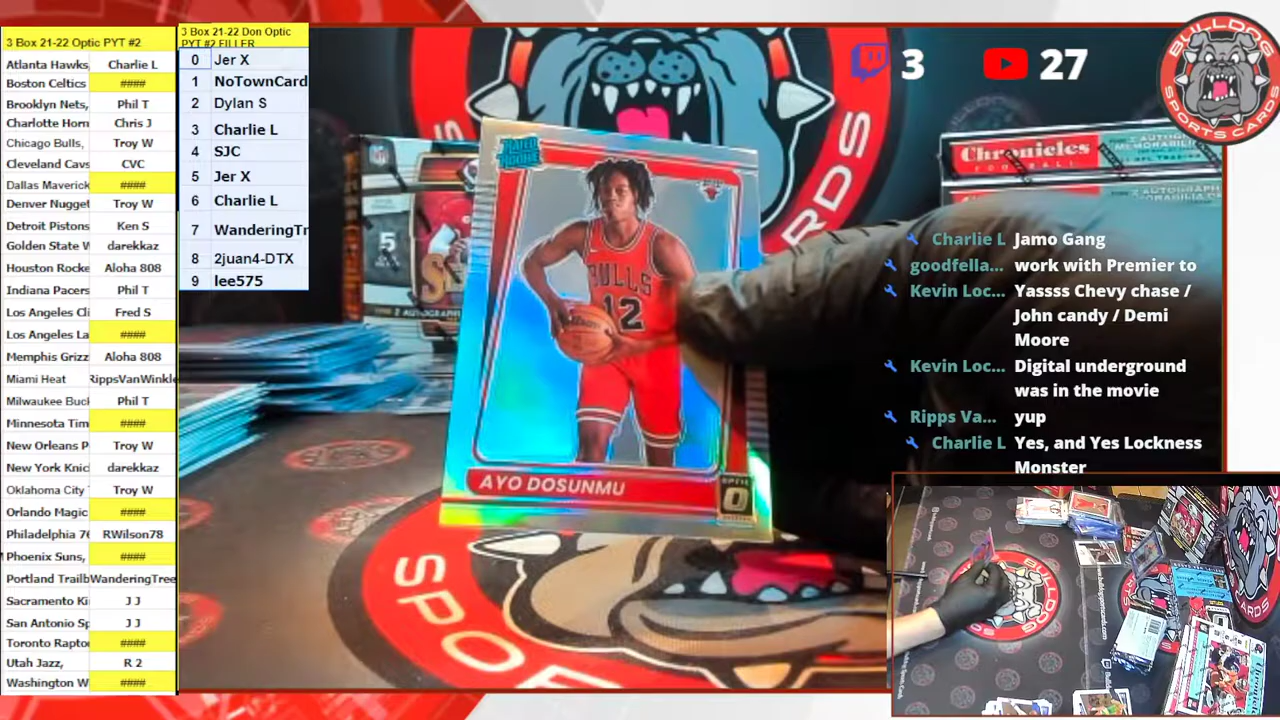 3 Box 21-22 Optic PYT #2
Atlanta Hawks, Charlie L
Boston Celtics ####
Brooklyn Nets, Phil T
Charlotte Horn Chris J
Chicago Bulls, Troy W
Cleveland Cavs CVC
Dallas Maverick ####
Denver Nugget Troy W
Detroit Pistons Ken S
Golden State W darekkaz
Houston Rocke Aloha 808
Indiana Pacers Phil T
Los Angeles Cli Fred S
Los Angeles La ####
Memphis Grizz Aloha 808
Miami Heat RippsVanWinkle
Milwaukee Buc Phil T
Minnesota Tim ####
New Orleans P Troy W
New York Knic darekkaz
Oklahoma City Troy W
Orlando Magic ####
Philadelphia 76 RWilson78
Phoenix Suns, ####
Portland Trailb WanderingTree
Sacramento Ki J J
San Antonio Sp J J
Toronto Rapto ####
Utah Jazz, R 2
Washington W ####
3 Box 21-22 Don Optic
PYT #2 FILLER
0 Jer X
1 NoTownCard
2 Dylan S
3 Charlie L
4 SJC
5 Jer X
6 Charlie L
7 WanderingTr
8 2juan4-DTX
9 lee575
3
27
BULLDOG
SPORTS CARDS
Chronicles
FOOTBALL
RATED
ROOKIE
BULLS
12
AYO DOSUNMU
OPTIC
5
RDS
SPO
Charlie L Jamo Gang
goodfella... work with Premier to
Kevin Loc... Yassss Chevy chase /
John candy / Demi
Moore
Kevin Loc... Digital underground
was in the movie
Ripps Va... yup
Charlie L Yes, and Yes Lockness
Monster